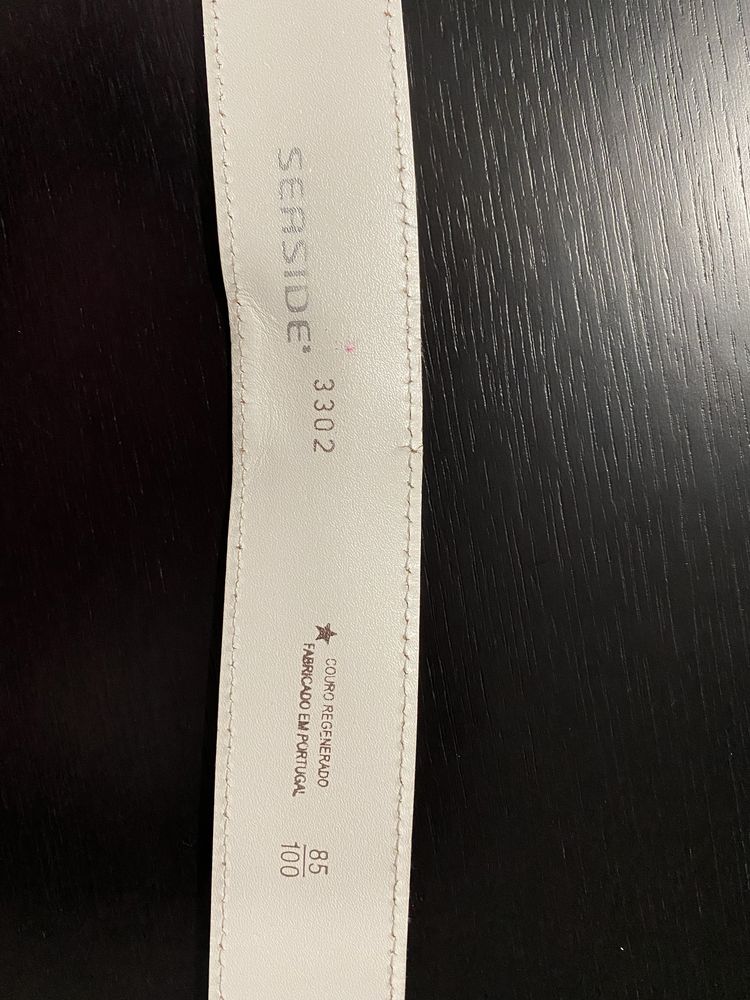 SEASIDE*
3302
★ COURO REGENERADO
FABRICADO EM PORTUGAL
85
100